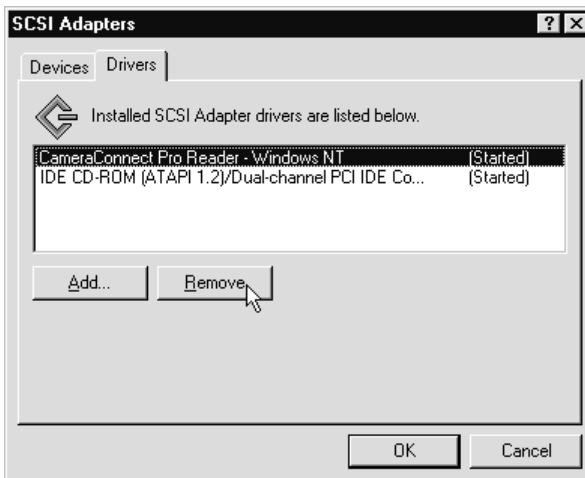 SCSI Adapters
Devices Drivers
Installed SCSI Adapter drivers are listed below.
CameraConnect Pro Reader - Windows NT (Started)
IDE CD-ROM (ATAPI 1.2)/Dual-channel PCI IDE Co... (Started)
Add... Remove
OK Cancel